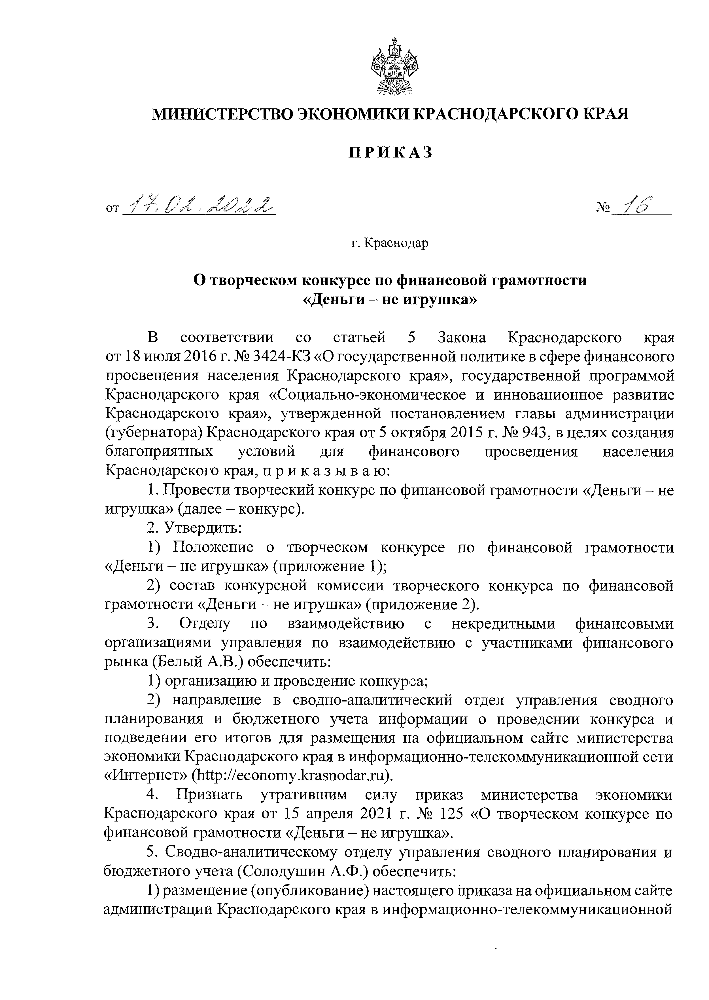 МИНИСТЕРСТВО ЭКОНОМИКИ КРАСНОДАРСКОГО КРАЯ
ПРИКАЗ
от 17.02.2022 № 16
г. Краснодар
О творческом конкурсе по финансовой грамотности
«Деньги – не игрушка»
В соответствии со статьей 5 Закона Краснодарского края
от 18 июля 2016 г. № 3424-КЗ «О государственной политике в сфере финансового
просвещения населения Краснодарского края», государственной программой
Краснодарского края «Социально-экономическое и инновационное развитие
Краснодарского края», утвержденной постановлением главы администрации
(губернатора) Краснодарского края от 5 октября 2015 г. № 943, в целях создания
благоприятных условий для финансового просвещения населения
Краснодарского края, п р и к а з ы в а ю:
1. Провести творческий конкурс по финансовой грамотности «Деньги – не
игрушка» (далее – конкурс).
2. Утвердить:
1) Положение о творческом конкурсе по финансовой грамотности
«Деньги – не игрушка» (приложение 1);
2) состав конкурсной комиссии творческого конкурса по финансовой
грамотности «Деньги – не игрушка» (приложение 2).
3. Отделу по взаимодействию с некредитными финансовыми
организациями управления по взаимодействию с участниками финансового
рынка (Белый А.В.) обеспечить:
1) организацию и проведение конкурса;
2) направление в сводно-аналитический отдел управления сводного
планирования и бюджетного учета информации о проведении конкурса и
подведении его итогов для размещения на официальном сайте министерства
экономики Краснодарского края в информационно-телекоммуникационной сети
«Интернет» (http://economy.krasnodar.ru).
4. Признать утратившим силу приказ министерства экономики
Краснодарского края от 15 апреля 2021 г. № 125 «О творческом конкурсе по
финансовой грамотности «Деньги – не игрушка».
5. Сводно-аналитическому отделу управления сводного планирования и
бюджетного учета (Солодушин А.Ф.) обеспечить:
1) размещение (опубликование) настоящего приказа на официальном сайте
администрации Краснодарского края в информационно-телекоммуникационной